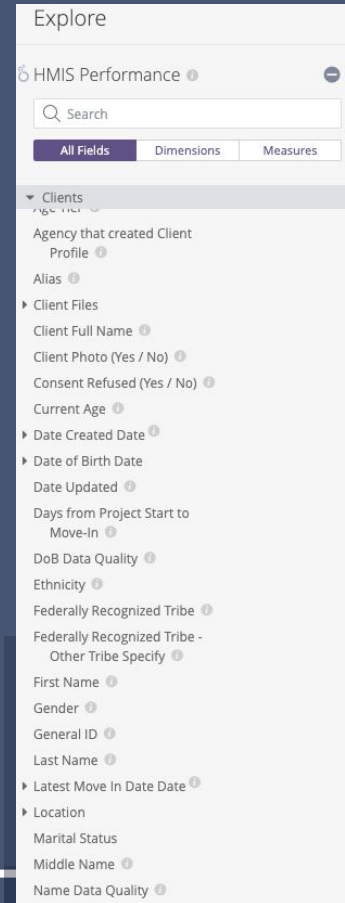 Explore
HMIS Performance
Search
All Fields Dimensions Measures
Clients
Age Tier
Agency that created Client
Profile
Alias
Client Files
Client Full Name
Client Photo (Yes / No)
Consent Refused (Yes / No)
Current Age
Date Created Date
Date of Birth Date
Date Updated
Days from Project Start to
Move-In
DoB Data Quality
Ethnicity
Federally Recognized Tribe
Federally Recognized Tribe -
Other Tribe Specify
First Name
Gender
General ID
Last Name
Latest Move In Date Date
Location
Marital Status
Middle Name
Name Data Quality